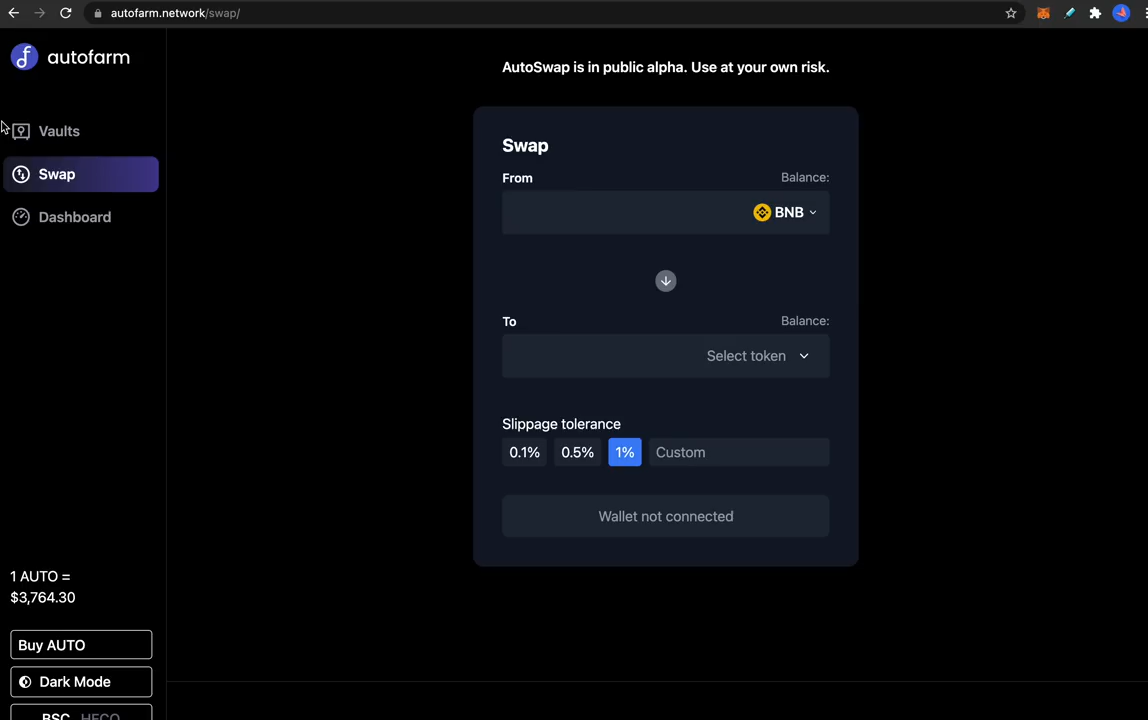 autofarm.network/swap/
autofarm
AutoSwap is in public alpha. Use at your own risk.
Vaults
Swap
Dashboard
Swap
From Balance:
BNB
To Balance:
Select token
Slippage tolerance
0.1% 0.5% 1% Custom
Wallet not connected
1 AUTO =
$3,764.30
Buy AUTO
Dark Mode
BSC HECO